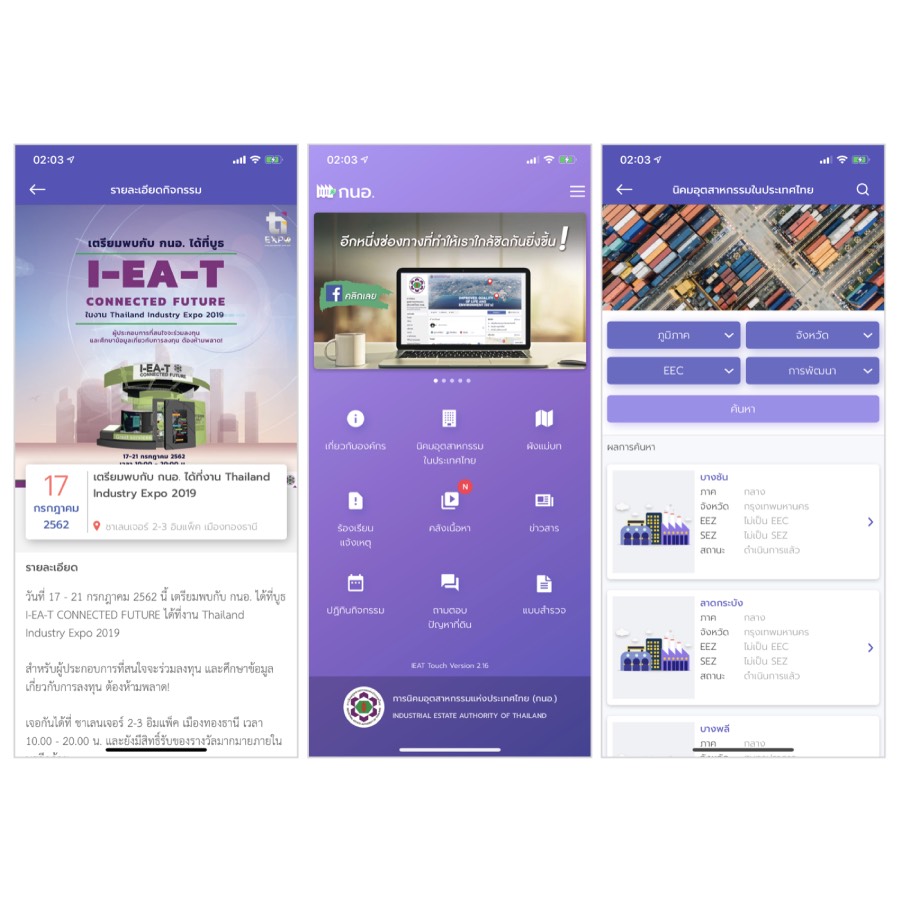 02:03
รายละเอียดกิจกรรม
ti
EXPO
เตรียมพบกับ กนอ. ได้ที่บูธ
I-EA-T
CONNECTED FUTURE
ในงาน Thailand Industry Expo 2019
ผู้ประกอบการที่สนใจจะร่วมลงทุน
และศึกษาข้อมูลเกี่ยวกับการลงทุน ต้องห้ามพลาด!
I-EA-T
CONNECTED FUTURE
17-21 กรกฎาคม 2562
เวลา 10:00 - 20:00 น.
17
กรกฎาคม
2562
เตรียมพบกับ กนอ. ได้ที่งาน Thailand
Industry Expo 2019
ชาเลนเจอร์ 2-3 อิมแพ็ค เมืองทองธานี
รายละเอียด
วันที่ 17 - 21 กรกฎาคม 2562 นี้ เตรียมพบกับ กนอ. ได้ที่บูธ
I-EA-T CONNECTED FUTURE ได้ที่งาน Thailand
Industry Expo 2019
สำหรับผู้ประกอบการที่สนใจจะร่วมลงทุน และศึกษาข้อมูล
เกี่ยวกับการลงทุน ต้องห้ามพลาด!
เจอกันได้ที่ ชาเลนเจอร์ 2-3 อิมแพ็ค เมืองทองธานี เวลา
10.00 - 20.00 น. และยังมีสิทธิ์รับของรางวัลมากมายภายใน
02:03
กนอ.
อีกหนึ่งช่องทางที่ทำให้เราใกล้ชิดกันยิ่งขึ้น!
f คลิกเลย
เกี่ยวกับองค์กร
นิคมอุตสาหกรรม
ในประเทศไทย
ผังแม่บท
N
ร้องเรียน
แจ้งเหตุ
คลังเนื้อหา
ข่าวสาร
ปฏิทินกิจกรรม
ถามตอบ
ปัญหาที่ดิน
แบบสำรวจ
IEAT Touch Version 2.16
การนิคมอุตสาหกรรมแห่งประเทศไทย (กนอ.)
INDUSTRIAL ESTATE AUTHORITY OF THAILAND
02:03
นิคมอุตสาหกรรมในประเทศไทย
ภูมิภาค
จังหวัด
EEC
การพัฒนา
ค้นหา
ผลการค้นหา
บางชัน
ภาค กลาง
จังหวัด กรุงเทพมหานคร
EEZ ไม่เป็น EEC
SEZ ไม่เป็น SEZ
สถานะ ดำเนินการแล้ว
ลาดกระบัง
ภาค กลาง
จังหวัด กรุงเทพมหานคร
EEZ ไม่เป็น EEC
SEZ ไม่เป็น SEZ
สถานะ ดำเนินการแล้ว
บางพลี
ภาค กลาง